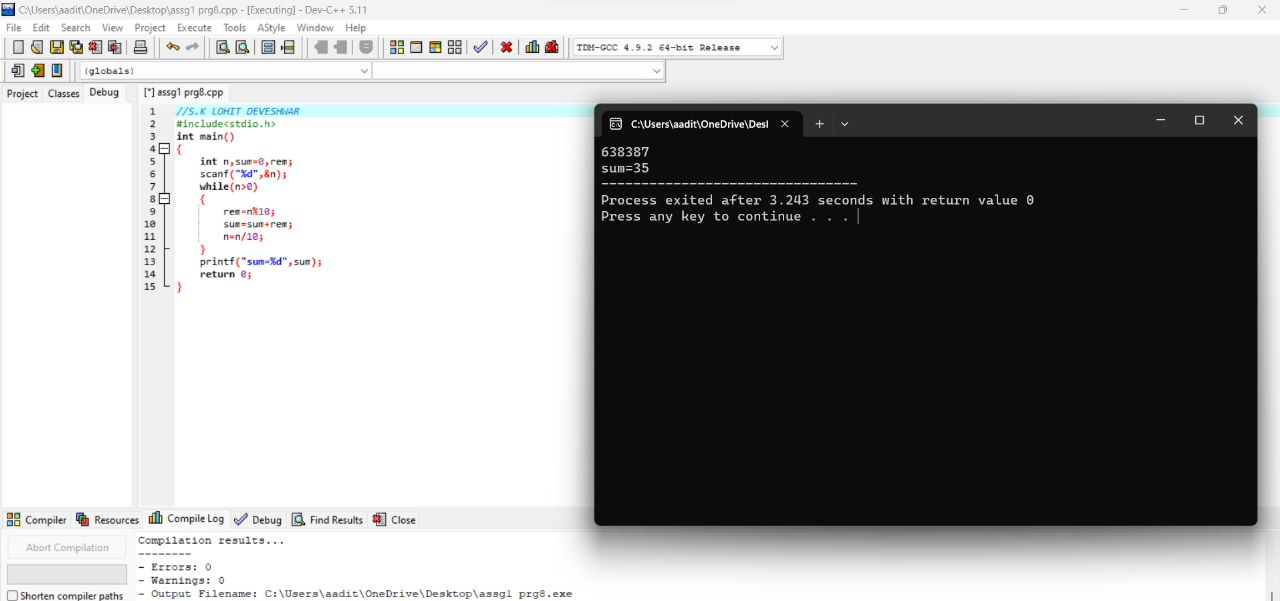 C:\Users\aadit\OneDrive\Desktop\assg1 prg8.cpp - [Executing] - Dev-C++ 5.11
File Edit Search View Project Execute Tools AStyle Window Help
TDM-GCC 4.9.2 64-bit Release
(globals)
Project Classes Debug
[*] assg1 prg8.cpp
1 //S.K LOHIT DEVESHWAR
2 #include<stdio.h>
3 int main()
4 {
5 int n,sum=0,rem;
6 scanf("%d",&n);
7 while(n>0)
8 {
9 rem=n%10;
10 sum=sum+rem;
11 n=n/10;
12 }
13 printf("sum=%d",sum);
14 return 0;
15 }
C:\Users\aadit\OneDrive\Desl
638387
sum=35
--------------------------------
Process exited after 3.243 seconds with return value 0
Press any key to continue . . .
Compiler Resources Compile Log Debug Find Results Close
Abort Compilation
Shorten compiler paths
Compilation results...
--------
- Errors: 0
- Warnings: 0
- Output Filename: C:\Users\aadit\OneDrive\Desktop\assg1 prg8.exe